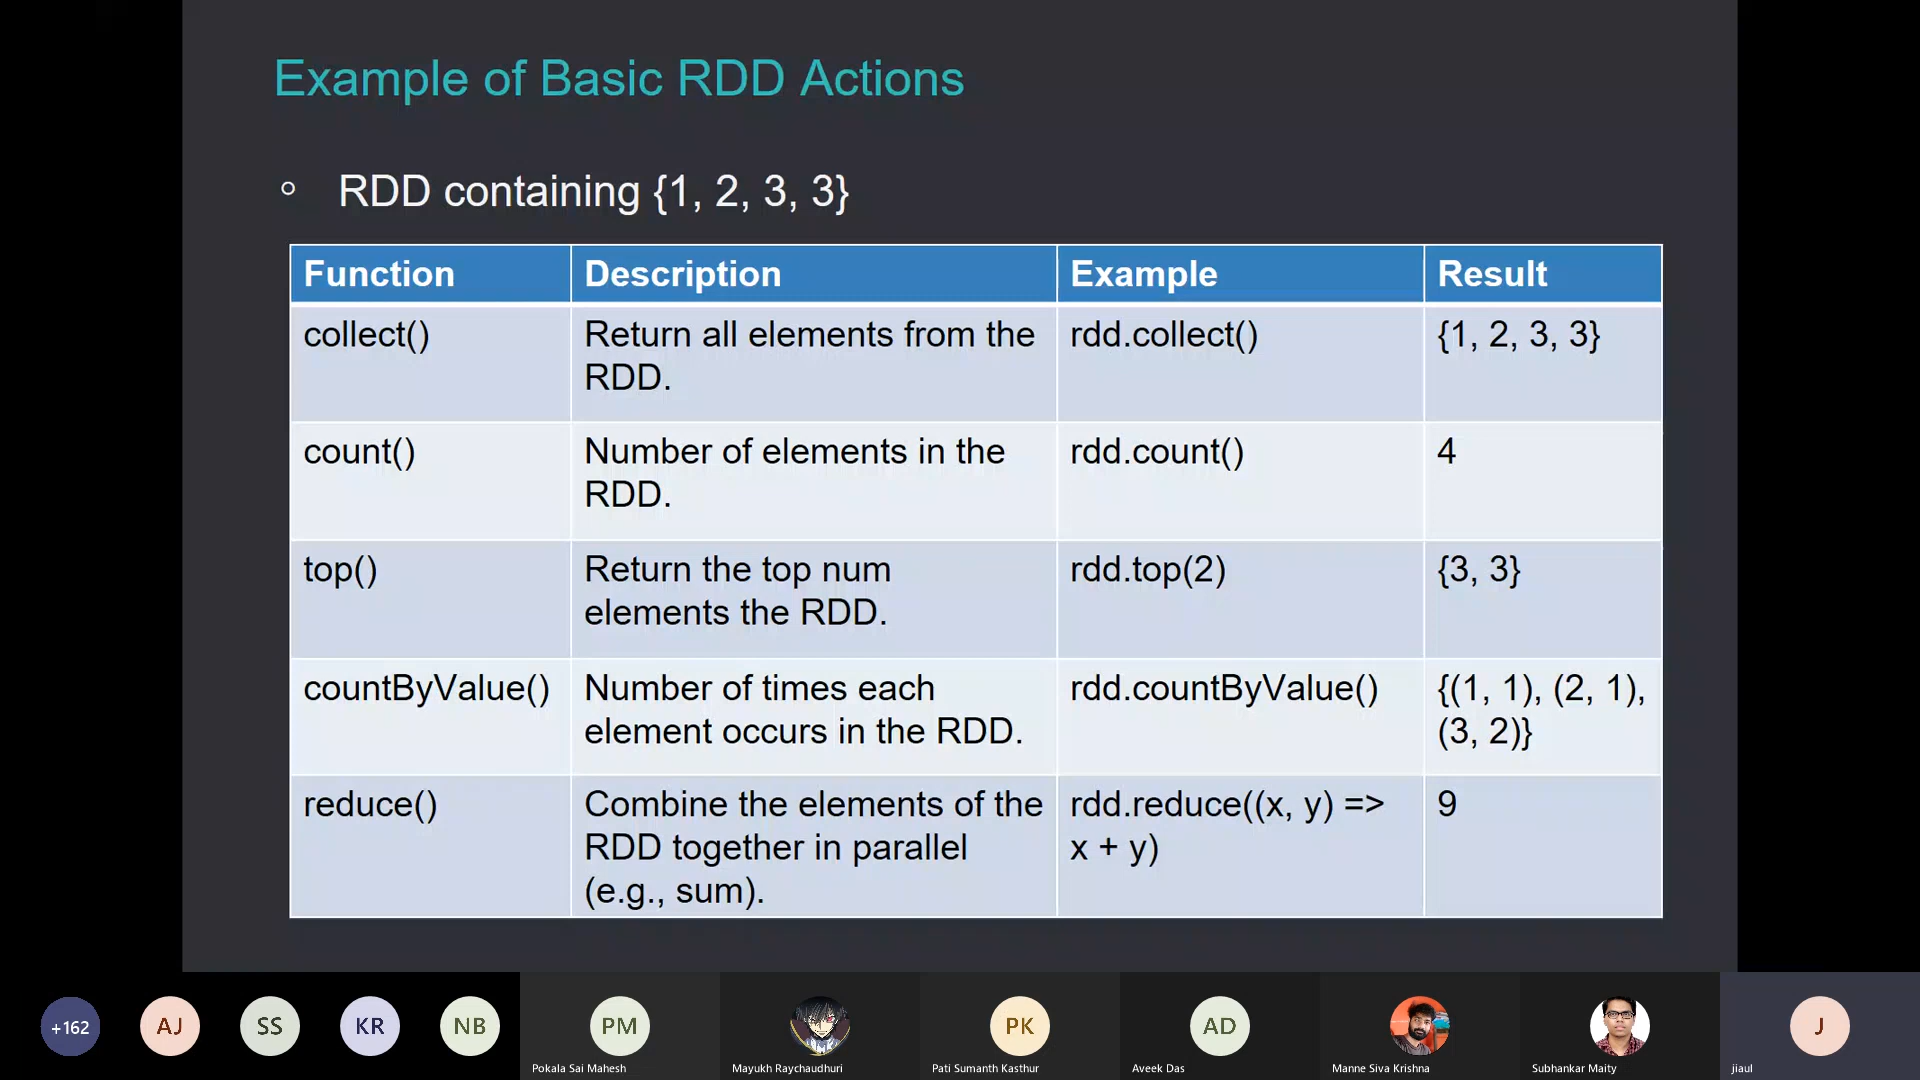 Example of Basic RDD Actions
RDD containing {1, 2, 3, 3}
Function Description Example Result
collect() Return all elements from the rdd.collect() {1, 2, 3, 3}
RDD.
count() Number of elements in the rdd.count() 4
RDD.
top() Return the top num rdd.top(2) {3, 3}
elements the RDD.
countByValue() Number of times each rdd.countByValue() {(1, 1), (2, 1),
element occurs in the RDD. (3, 2)}
reduce() Combine the elements of the rdd.reduce((x, y) => 9
RDD together in parallel x + y)
(e.g., sum).
+162 AJ SS KR NB PM PK AD J
Pokala Sai Mahesh Mayukh Raychaudhuri Pati Sumanth Kasthur Aveek Das Manne Siva Krishna Subhankar Maity jiaul